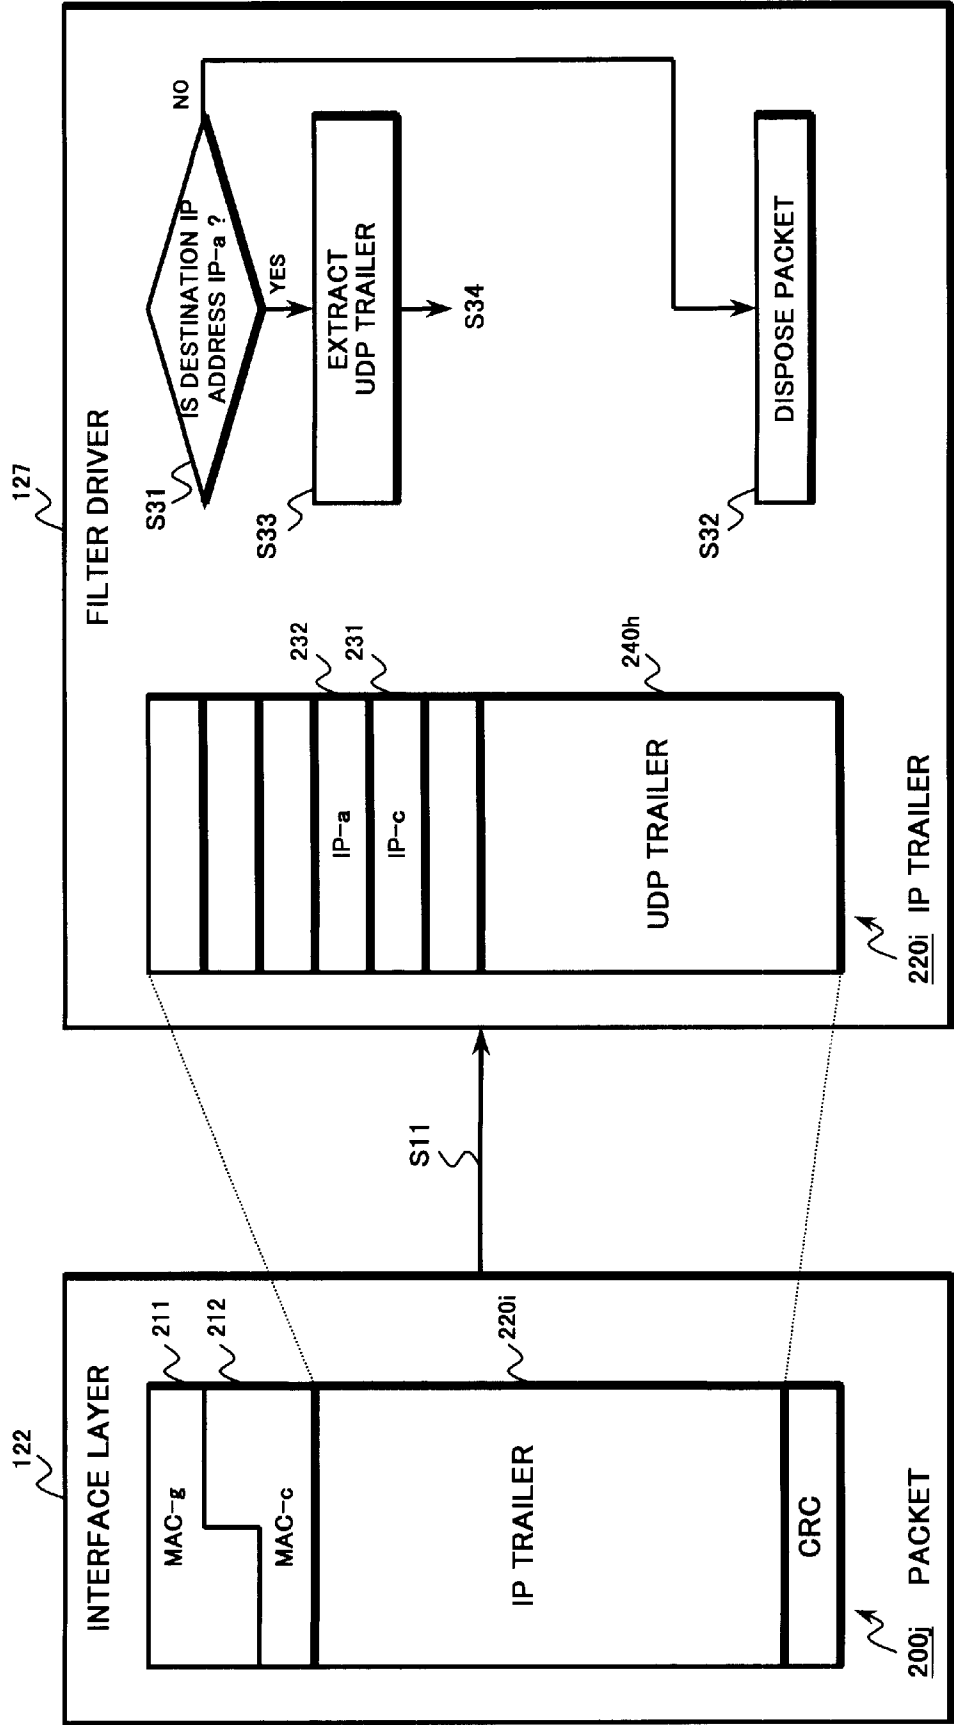 122
INTERFACE LAYER
MAC-g
211
MAC-c
212
IP TRAILER
220i
CRC
200j PACKET
S11
127
FILTER DRIVER
IP-a
232
IP-c
231
UDP TRAILER
240h
220i IP TRAILER
S31
IS DESTINATION IP
ADDRESS IP-a ?
NO
YES
S33
EXTRACT
UDP TRAILER
S34
S32
DISPOSE PACKET